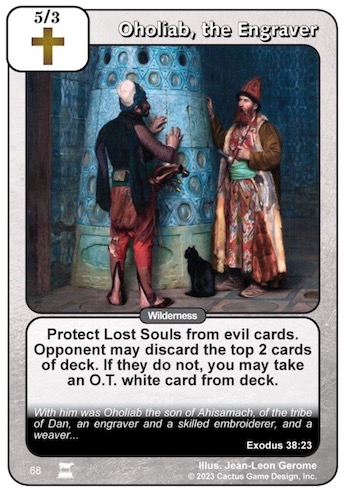 5/3
Oholiab, the Engraver
Wilderness
Protect Lost Souls from evil cards.
Opponent may discard the top 2 cards
of deck. If they do not, you may take
an O.T. white card from deck.
With him was Oholiab the son of Ahisamach, of the tribe
of Dan, an engraver and a skilled embroiderer, and a
weaver...
Exodus 38:23
Illus. Jean-Leon Gerome
68
© 2023 Cactus Game Design, Inc.